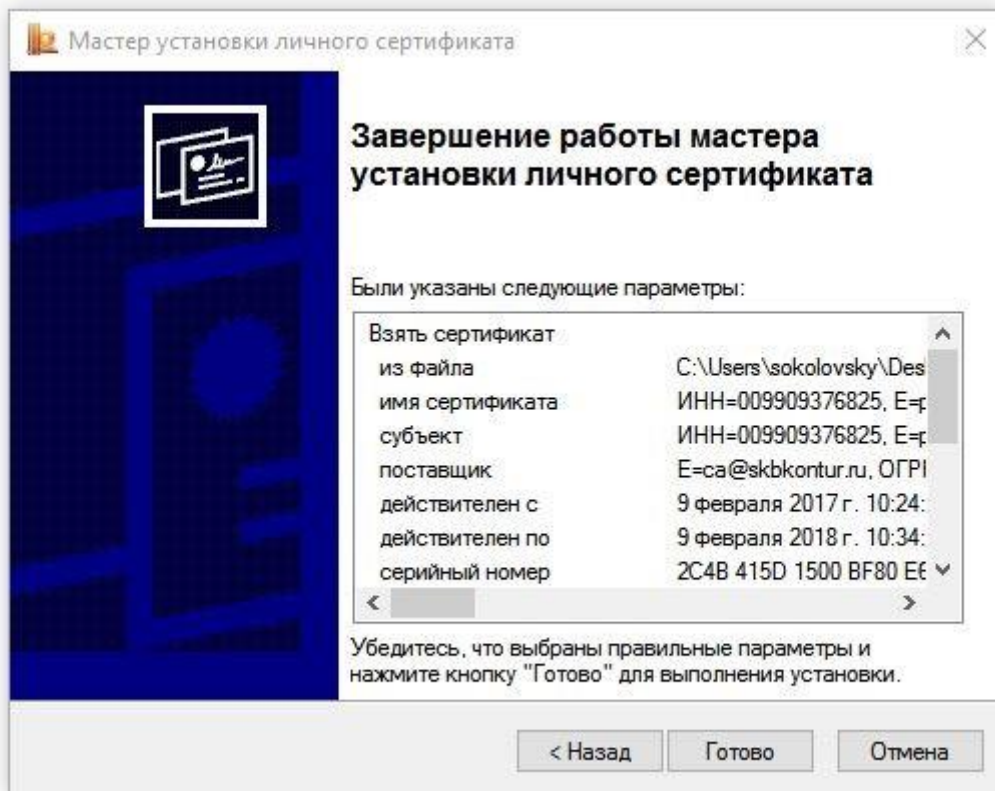 Мастер установки личного сертификата
Завершение работы мастера
установки личного сертификата
Были указаны следующие параметры:
Взять сертификат
из файла C:\Users\sokolovsky\Des
имя сертификата ИНН=009909376825, E=p
субъект ИНН=009909376825, E=p
поставщик E=ca@skbkontur.ru, ОГРН
действителен с 9 февраля 2017 г. 10:24:
действителен по 9 февраля 2018 г. 10:34:
серийный номер 2C4B 415D 1500 BF80 E6
Убедитесь, что выбраны правильные параметры и
нажмите кнопку "Готово" для выполнения установки.
< Назад Готово Отмена